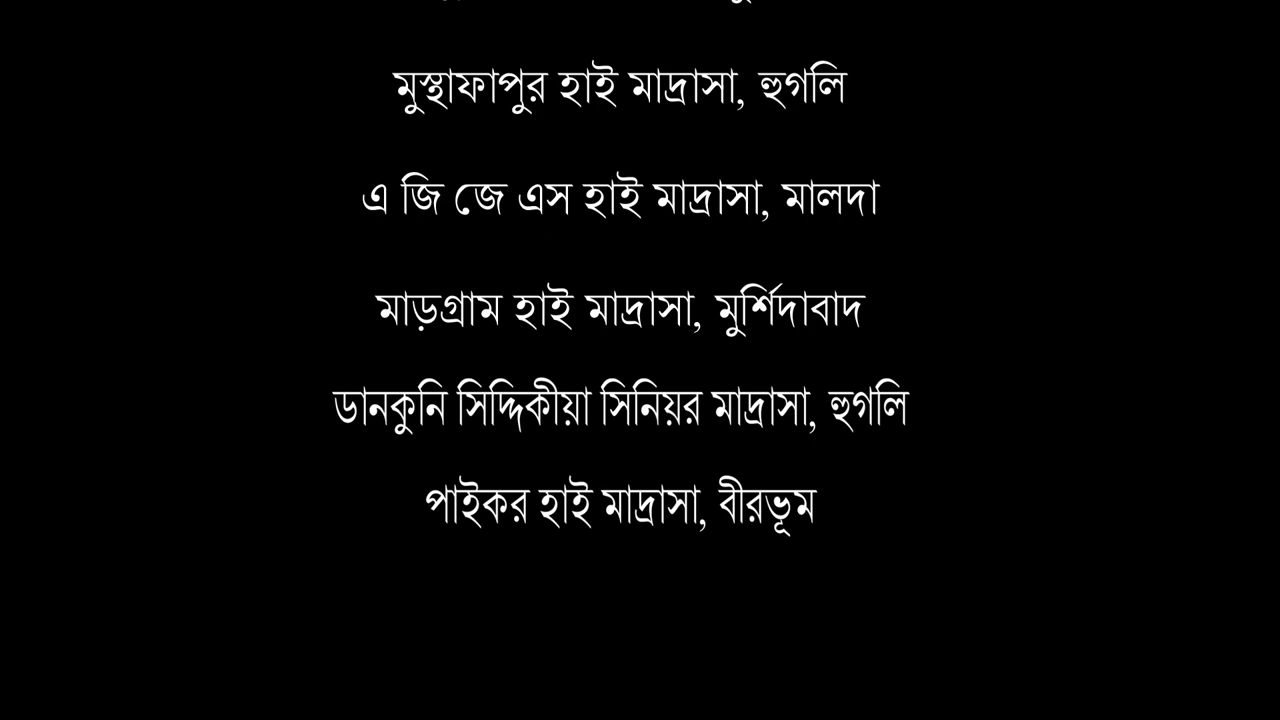 মুস্থাফাপুর হাই মাদ্রাসা, হুগলি
এ জি জে এস হাই মাদ্রাসা, মালদা
মাড়গ্রাম হাই মাদ্রাসা, মুর্শিদাবাদ
ডানকুনি সিদ্দিকীয়া সিনিয়র মাদ্রাসা, হুগলি
পাইকর হাই মাদ্রাসা, বীরভূম